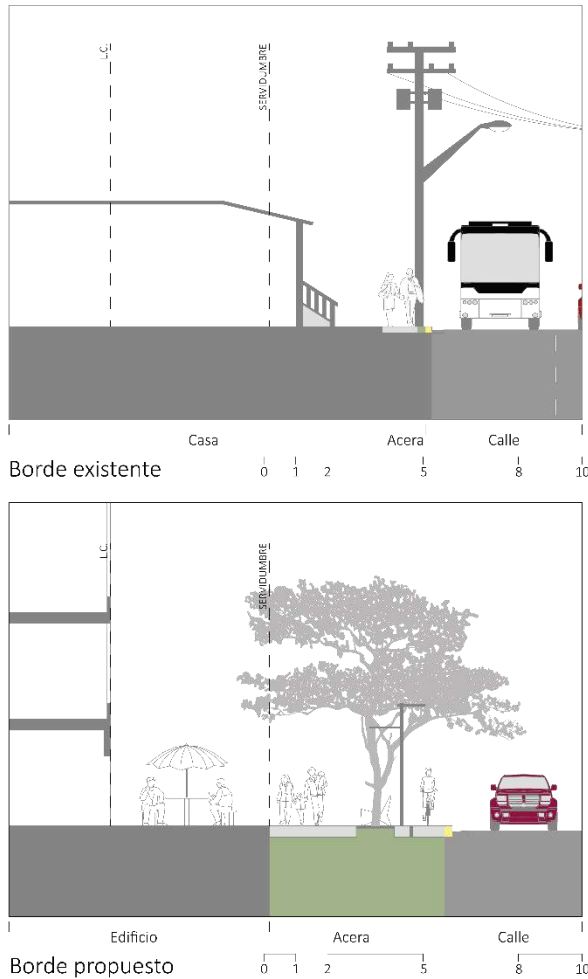 L.C.
SERVIDUMBRE
Casa Acera Calle
Borde existente
0 1 2 5 8 10
L.C.
SERVIDUMBRE
Edificio Acera Calle
Borde propuesto
0 1 2 5 8 10